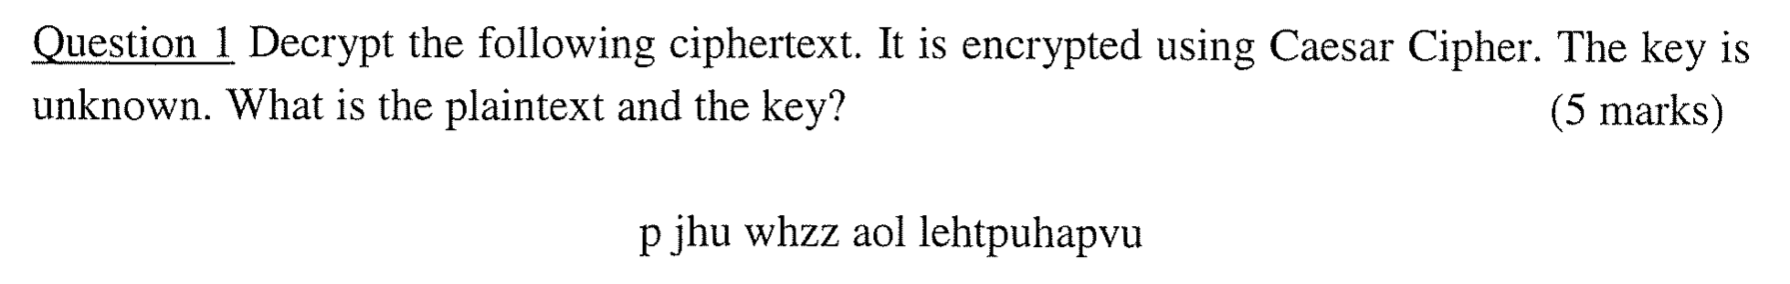 Question 1 Decrypt the following ciphertext. It is encrypted using Caesar Cipher. The key is
unknown. What is the plaintext and the key? (5 marks)
p jhu whzz aol lehtpuhapvu